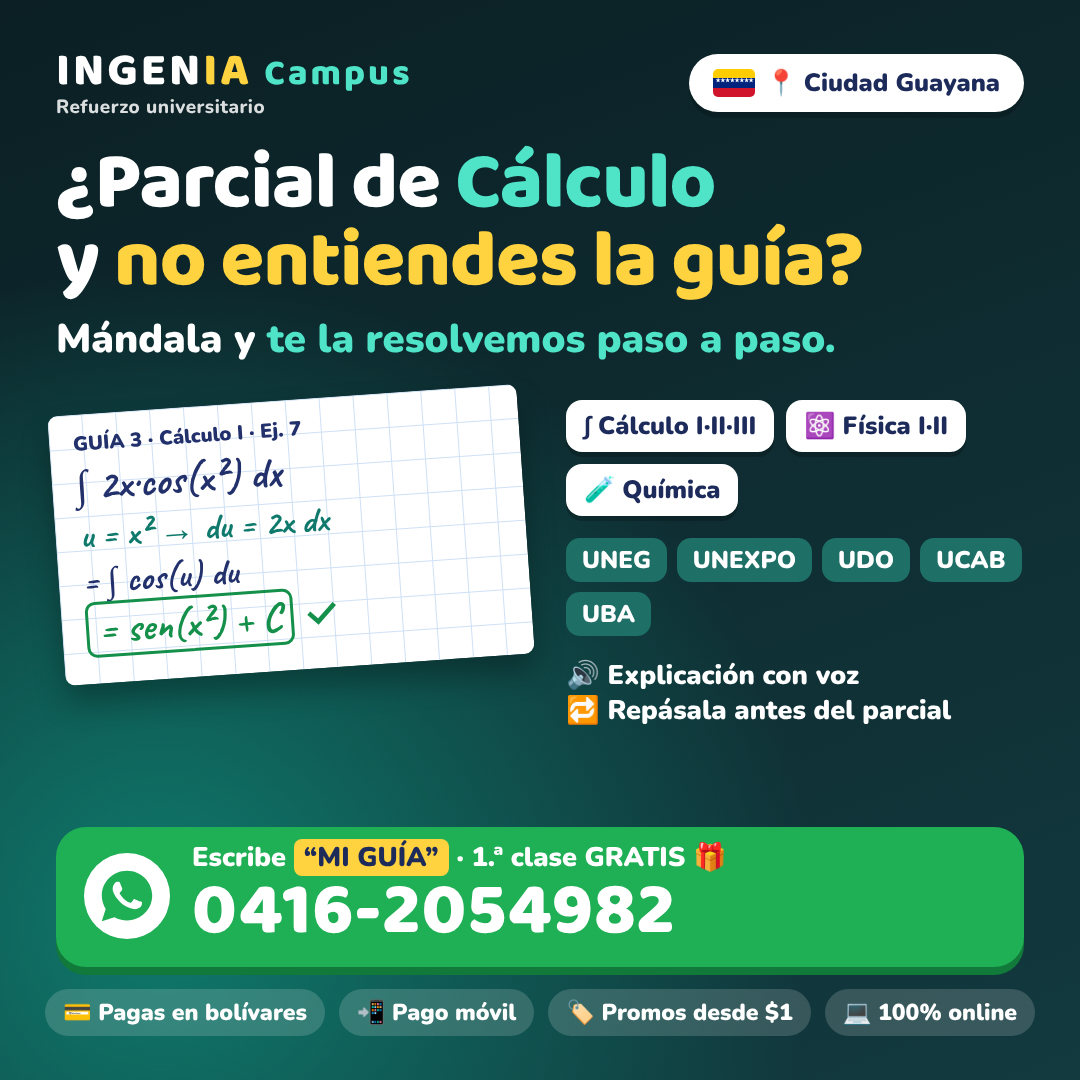 INGENIA Campus
Refuerzo universitario
📍 Ciudad Guayana
¿Parcial de Cálculo
y no entiendes la guía?
Mándala y te la resolvemos paso a paso.
GUÍA 3 · Cálculo I · Ej. 7
∫ 2x·cos(x²) dx
u = x² → du = 2x dx
= ∫ cos(u) du
= sen(x²) + C ✓
∫ Cálculo I·II·III
⚛️ Física I·II
🧪 Química
UNEG UNEXPO UDO UCAB
UBA
🔊 Explicación con voz
🔁 Repásala antes del parcial
Escribe “MI GUÍA” · 1.ª clase GRATIS 🎁
0416-2054982
💳 Pagas en bolívares
📲 Pago móvil
🏷️ Promos desde $1
💻 100% online